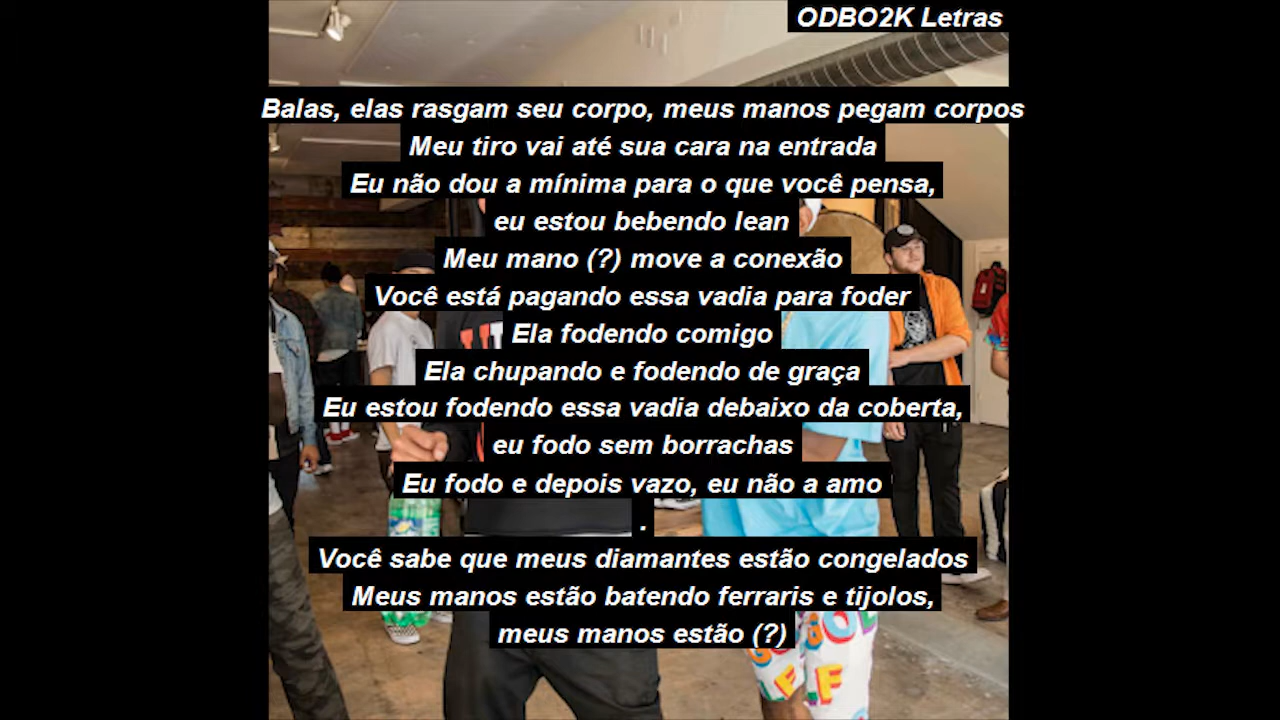 ODBO2K Letras
Balas, elas rasgam seu corpo, meus manos pegam corpos
Meu tiro vai até sua cara na entrada
Eu não dou a mínima para o que você pensa,
eu estou bebendo lean
Meu mano (?) move a conexão
Você está pagando essa vadia para foder
Ela fodendo comigo
Ela chupando e fodendo de graça
Eu estou fodendo essa vadia debaixo da coberta,
eu fodo sem borrachas
Eu fodo e depois vazo, eu não a amo
.
Você sabe que meus diamantes estão congelados
Meus manos estão batendo ferraris e tijolos,
meus manos estão (?)
GOLF